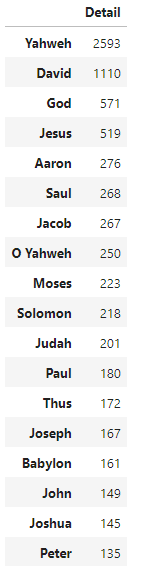 Detail
Yahweh 2593
David 1110
God 571
Jesus 519
Aaron 276
Saul 268
Jacob 267
O Yahweh 250
Moses 223
Solomon 218
Judah 201
Paul 180
Thus 172
Joseph 167
Babylon 161
John 149
Joshua 145
Peter 135